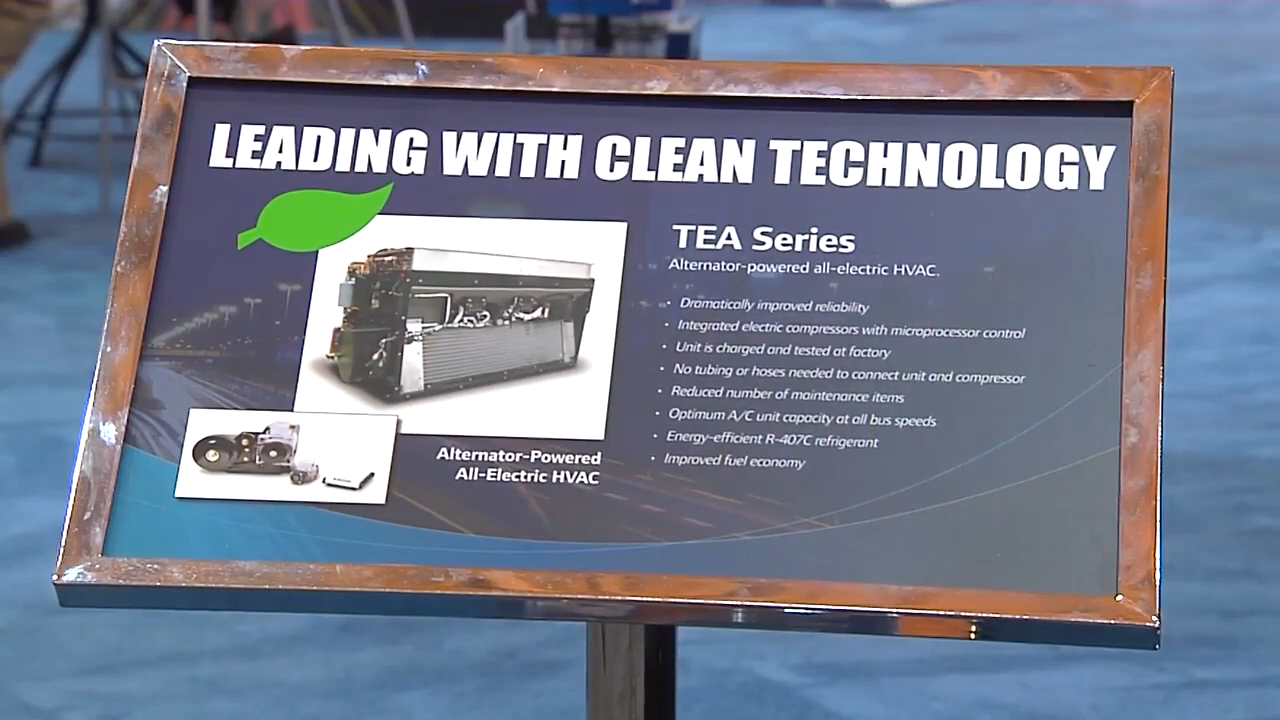 LEADING WITH CLEAN TECHNOLOGY
TEA Series
Alternator-powered all-electric HVAC.
• Dramatically improved reliability
• Integrated electric compressors with microprocessor control
• Unit is charged and tested at factory
• No tubing or hoses needed to connect unit and compressor
• Reduced number of maintenance items
• Optimum A/C unit capacity at all bus speeds
• Energy-efficient R-407C refrigerant
• Improved fuel economy
Alternator-Powered
All-Electric HVAC